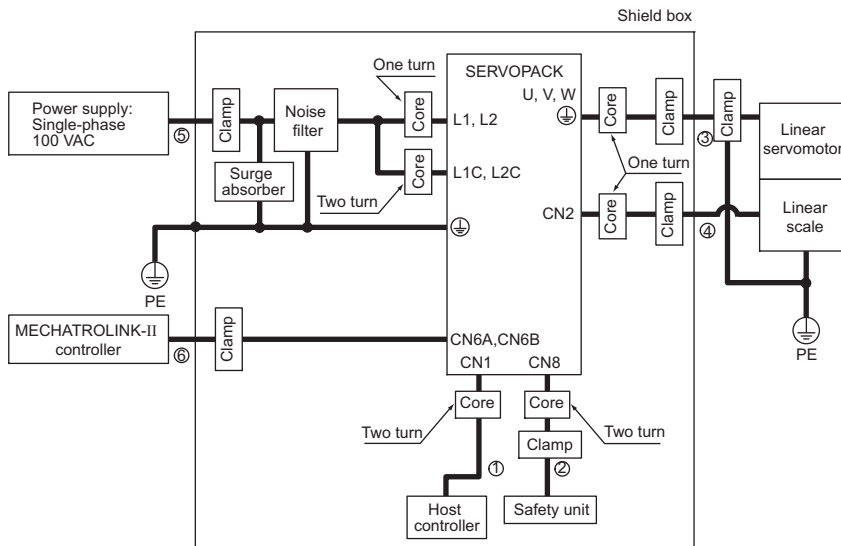 Shield box
One turn
SERVOPACK
U, V, W
Power supply:
Single-phase
100 VAC
⑤
Clamp
Noise
filter
Core
L1, L2
Core
Clamp
③
Clamp
Linear
servomotor
Surge
absorber
Core
L1C, L2C
One turn
Two turn
CN2
Core
Clamp
④
Linear
scale
PE
MECHATROLINK-II
controller
⑥
Clamp
CN6A,CN6B
PE
CN1
CN8
Core
Core
Two turn
Two turn
Clamp
①
②
Host
controller
Safety unit